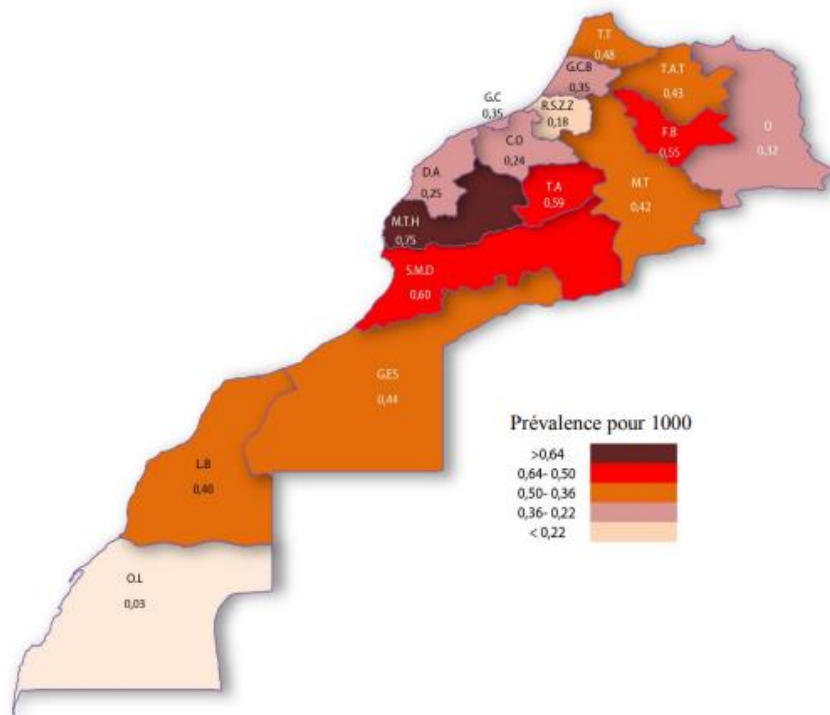 T.T
0,48
G.C.B
0,35
T.A.T
0,43
G.C
0,35
R.S.Z.Z
0,18
F.B
0,55
O
0,32
C.O
0,24
D.A
0,25
T.A
0,59
M.T
0,42
M.T.H
0,75
S.M.D
0,60
G.E.S
0,44
L.B
0,40
O.L
0,03
Prévalence pour 1000
>0,64
0,64- 0,50
0,50- 0,36
0,36- 0,22
< 0,22